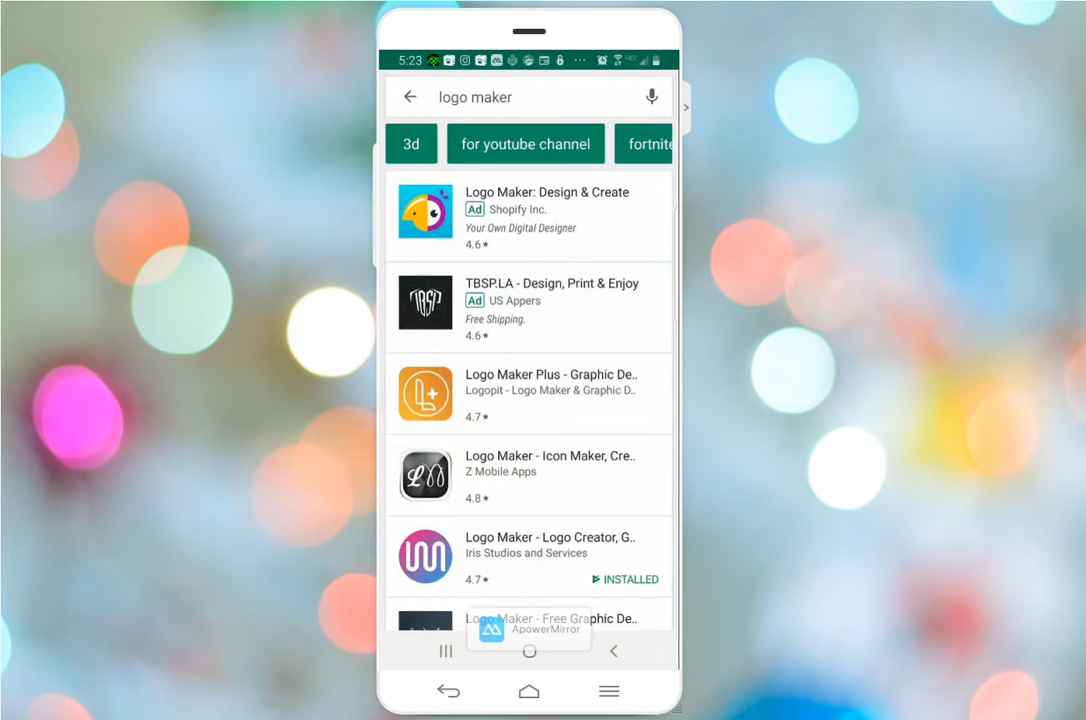 5:23
logo maker
3d
for youtube channel
fortnite
Logo Maker: Design & Create
Ad Shopify Inc.
Your Own Digital Designer
4.6★
TBSP
TBSP.LA - Design, Print & Enjoy
Ad US Appers
Free Shipping.
4.6★
L+
Logo Maker Plus - Graphic De..
Logopit - Logo Maker & Graphic D..
4.7★
LM
Logo Maker - Icon Maker, Cre..
Z Mobile Apps
4.8★
Logo Maker - Logo Creator, G..
Iris Studios and Services
4.7★
INSTALLED
Logo Maker - Free Graphic De..
ApowerMirror